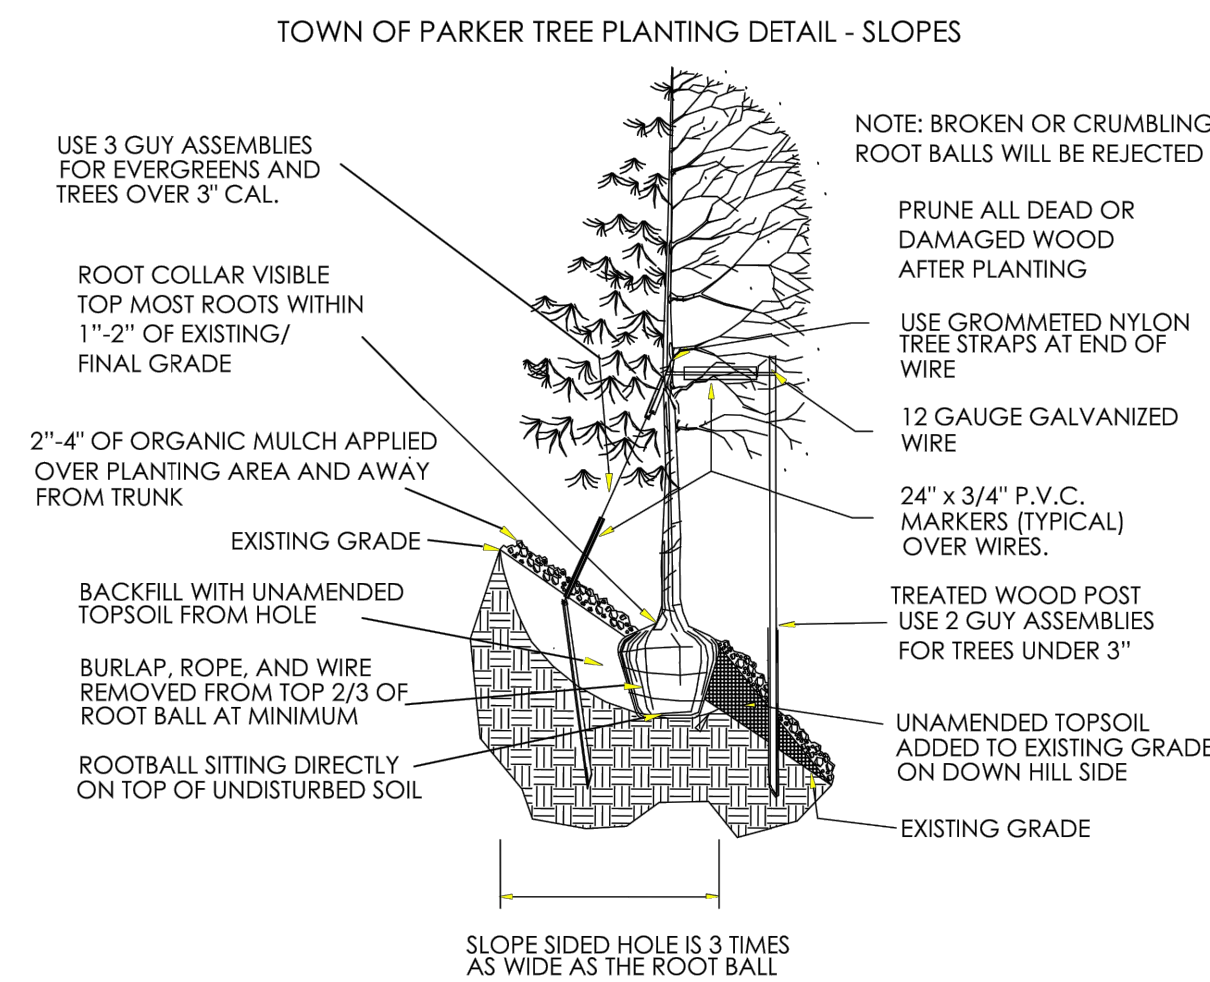 TOWN OF PARKER TREE PLANTING DETAIL - SLOPES
USE 3 GUY ASSEMBLIES
FOR EVERGREENS AND
TREES OVER 3" CAL.
ROOT COLLAR VISIBLE
TOP MOST ROOTS WITHIN
1”-2” OF EXISTING/
FINAL GRADE
2”-4" OF ORGANIC MULCH APPLIED
OVER PLANTING AREA AND AWAY
FROM TRUNK
EXISTING GRADE
BACKFILL WITH UNAMENDED
TOPSOIL FROM HOLE
BURLAP, ROPE, AND WIRE
REMOVED FROM TOP 2/3 OF
ROOT BALL AT MINIMUM
ROOTBALL SITTING DIRECTLY
ON TOP OF UNDISTURBED SOIL
NOTE: BROKEN OR CRUMBLING
ROOT BALLS WILL BE REJECTED
PRUNE ALL DEAD OR
DAMAGED WOOD
AFTER PLANTING
USE GROMMETED NYLON
TREE STRAPS AT END OF
WIRE
12 GAUGE GALVANIZED
WIRE
24" x 3/4" P.V.C.
MARKERS (TYPICAL)
OVER WIRES.
TREATED WOOD POST
USE 2 GUY ASSEMBLIES
FOR TREES UNDER 3”
UNAMENDED TOPSOIL
ADDED TO EXISTING GRADE
ON DOWN HILL SIDE
EXISTING GRADE
SLOPE SIDED HOLE IS 3 TIMES
AS WIDE AS THE ROOT BALL